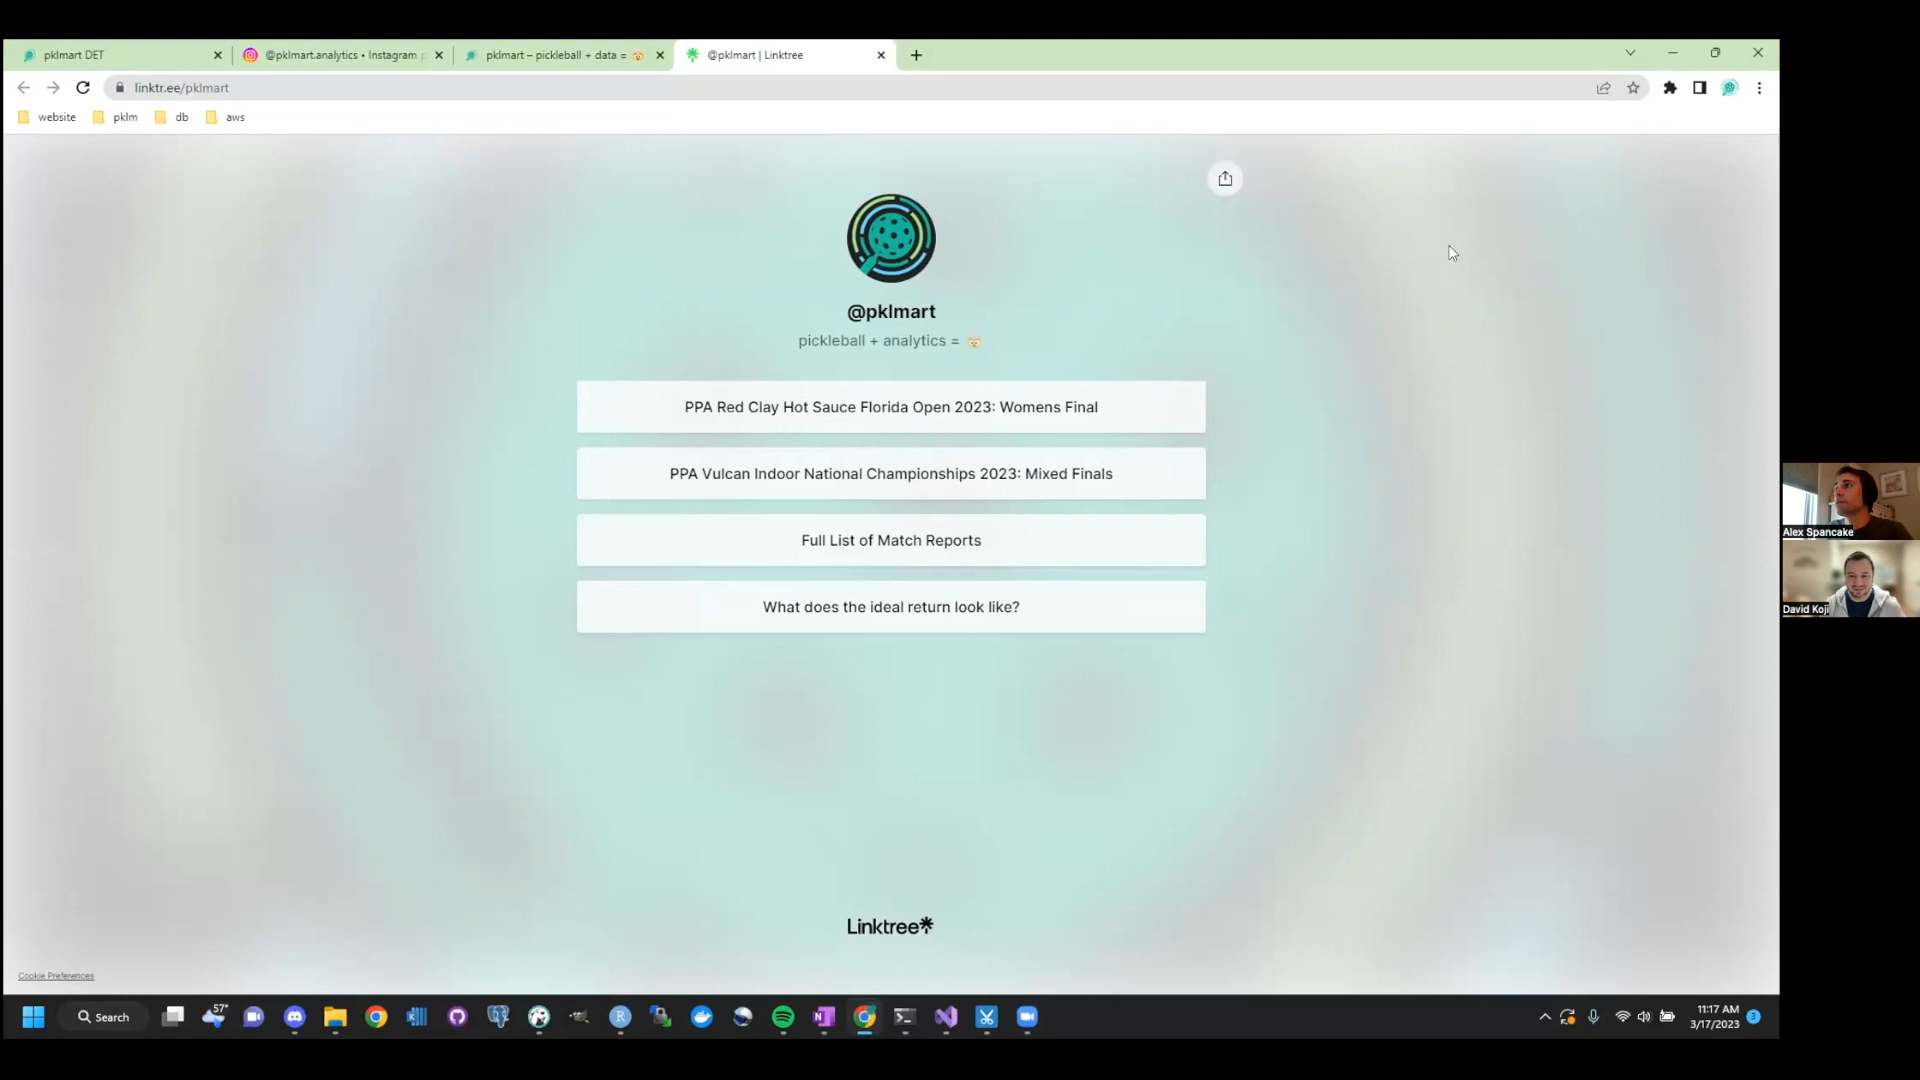 pklmart DET
@pklmart.analytics • Instagram p
pklmart – pickleball + data = 🤯
@pklmart | Linktree
linktr.ee/pklmart
website
pklm
db
aws
@pklmart
pickleball + analytics = 🤯
PPA Red Clay Hot Sauce Florida Open 2023: Womens Final
PPA Vulcan Indoor National Championships 2023: Mixed Finals
Full List of Match Reports
What does the ideal return look like?
Alex Spancake
David Koji
Linktree*
Cookie Preferences
57°
Search
11:17 AM
3/17/2023
3